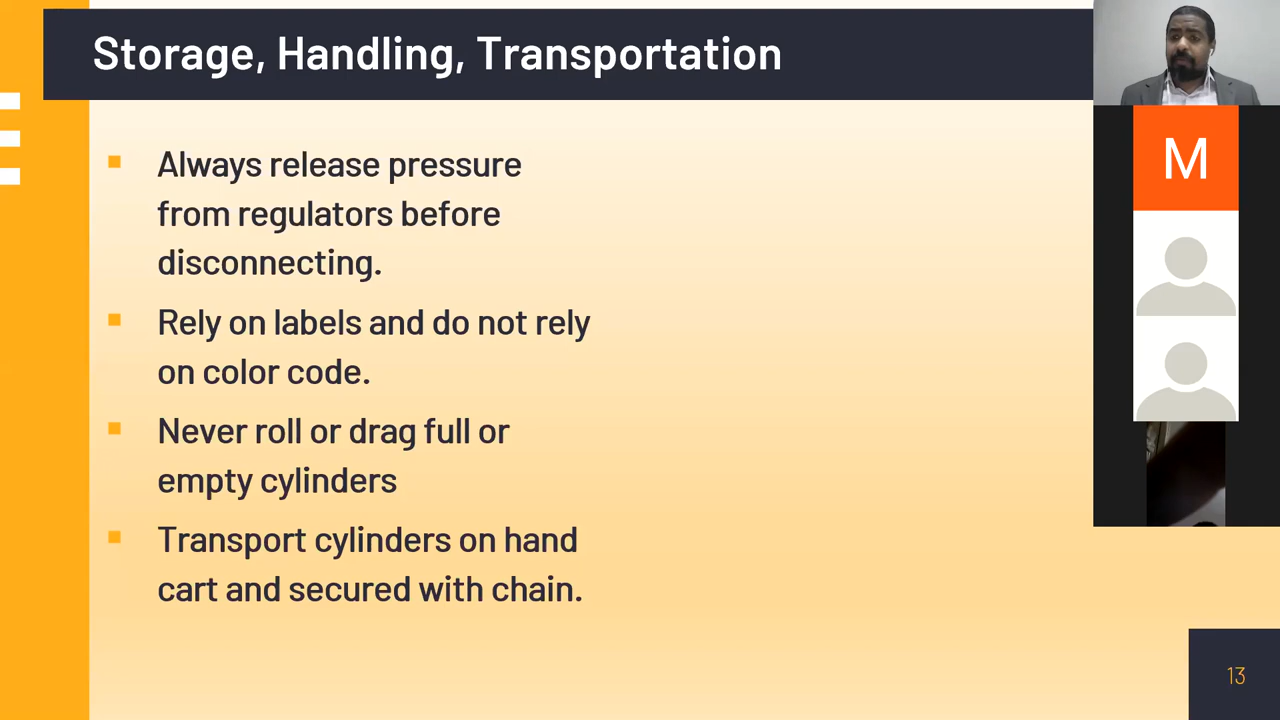 Storage, Handling, Transportation
Always release pressure
from regulators before
disconnecting.
Rely on labels and do not rely
on color code.
Never roll or drag full or
empty cylinders
Transport cylinders on hand
cart and secured with chain.
M
13